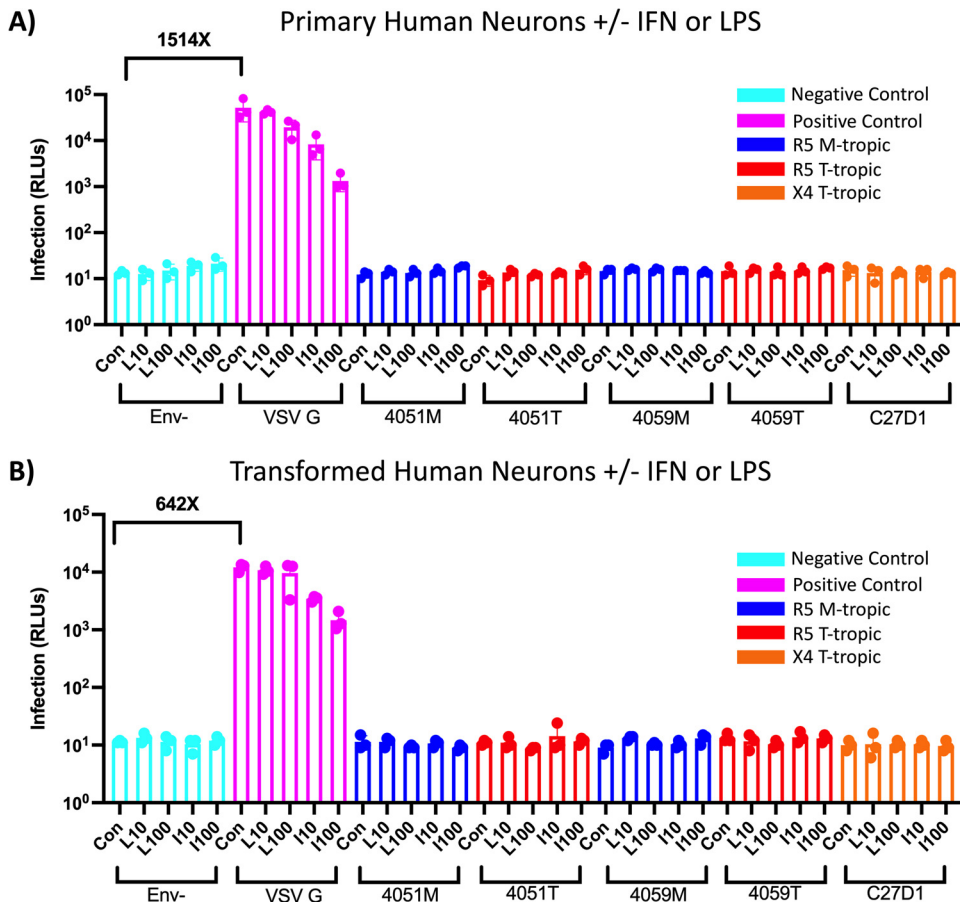 A)
Primary Human Neurons +/- IFN or LPS
1514X
Infection (RLUs)
10⁵
10⁴
10³
10²
10¹
10⁰
Negative Control
Positive Control
R5 M-tropic
R5 T-tropic
X4 T-tropic
Con L10 L100 I10 I100 Con L10 L100 I10 I100 Con L10 L100 I10 I100 Con L10 L100 I10 I100 Con L10 L100 I10 I100 Con L10 L100 I10 I100 Con L10 L100 I10 I100
Env- VSV G 4051M 4051T 4059M 4059T C27D1
B)
Transformed Human Neurons +/- IFN or LPS
642X
Infection (RLUs)
10⁵
10⁴
10³
10²
10¹
10⁰
Negative Control
Positive Control
R5 M-tropic
R5 T-tropic
X4 T-tropic
Con L10 L100 I10 I100 Con L10 L100 I10 I100 Con L10 L100 I10 I100 Con L10 L100 I10 I100 Con L10 L100 I10 I100 Con L10 L100 I10 I100 Con L10 L100 I10 I100
Env- VSV G 4051M 4051T 4059M 4059T C27D1